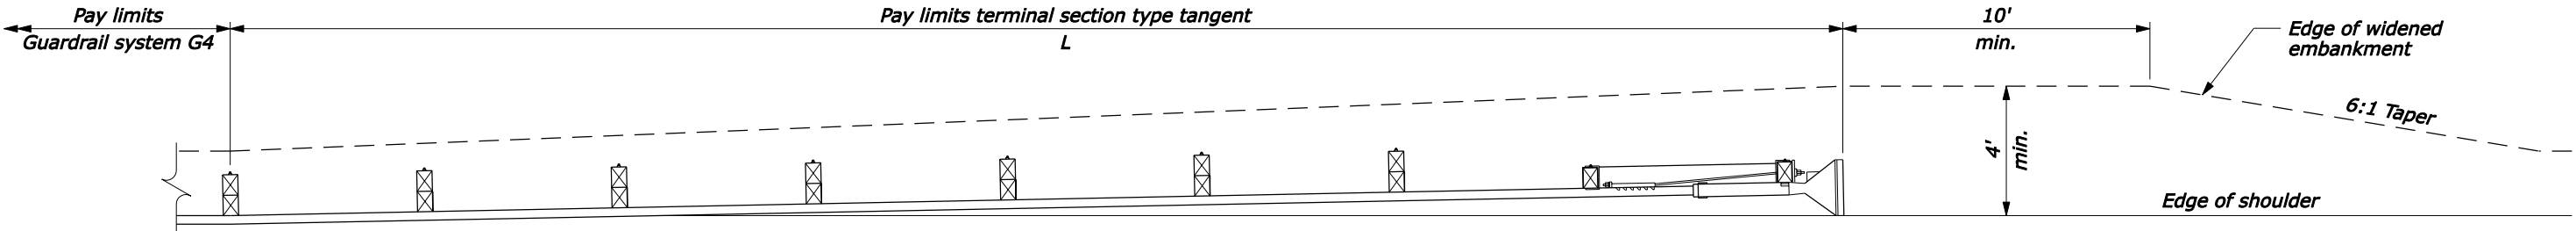 Pay limits
Guardrail system G4
Pay limits terminal section type tangent
L
10'
min.
Edge of widened
embankment
6:1 Taper
4'
min.
Edge of shoulder